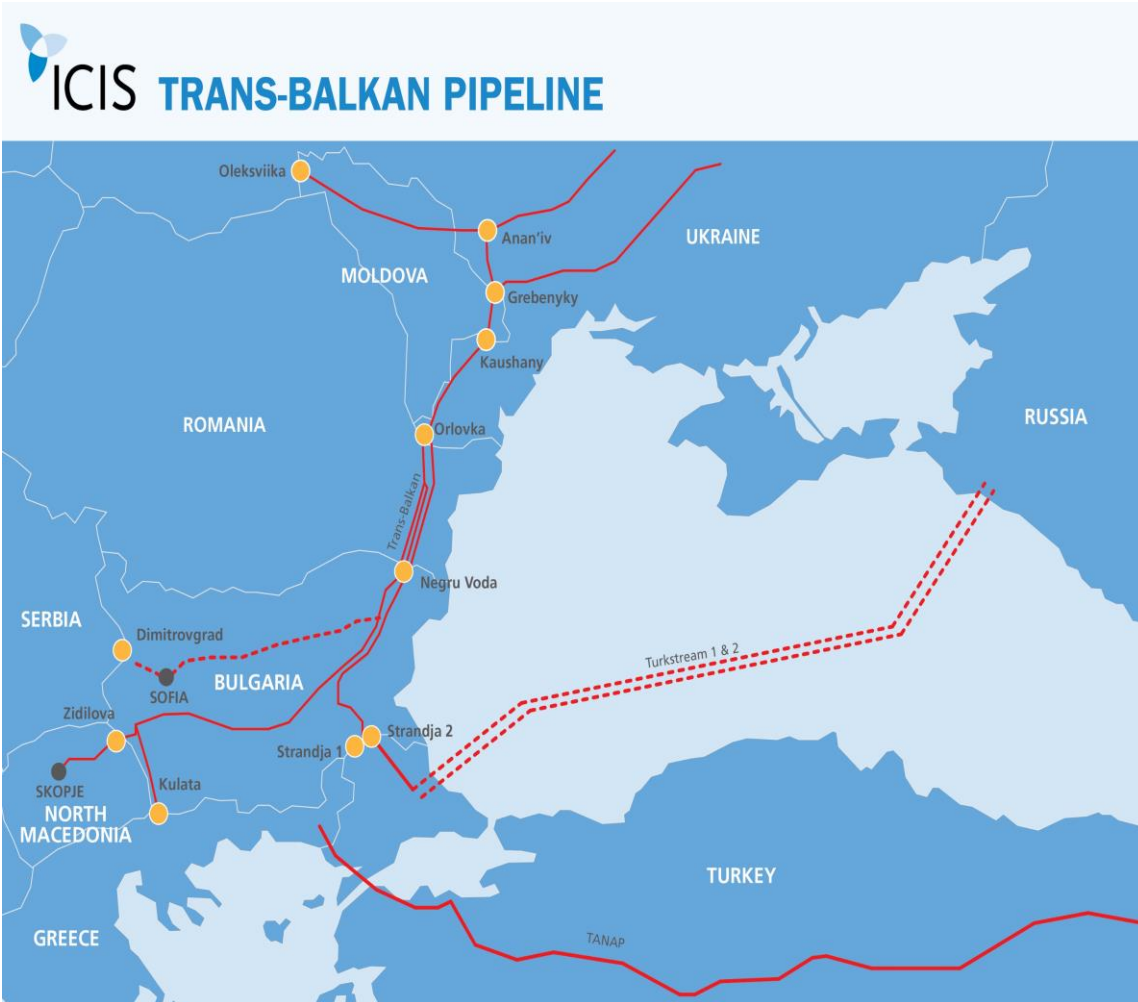 ICIS TRANS-BALKAN PIPELINE
Oleksviika
Anan'iv
UKRAINE
MOLDOVA
Grebenyky
Kaushany
ROMANIA
Orlovka
RUSSIA
Trans-Balkan
Negru Voda
SERBIA
Dimitrovgrad
Turkstream 1 & 2
SOFIA
BULGARIA
Zidilova
Strandja 2
Strandja 1
SKOPJE
Kulata
NORTH
MACEDONIA
TURKEY
GREECE
TANAP